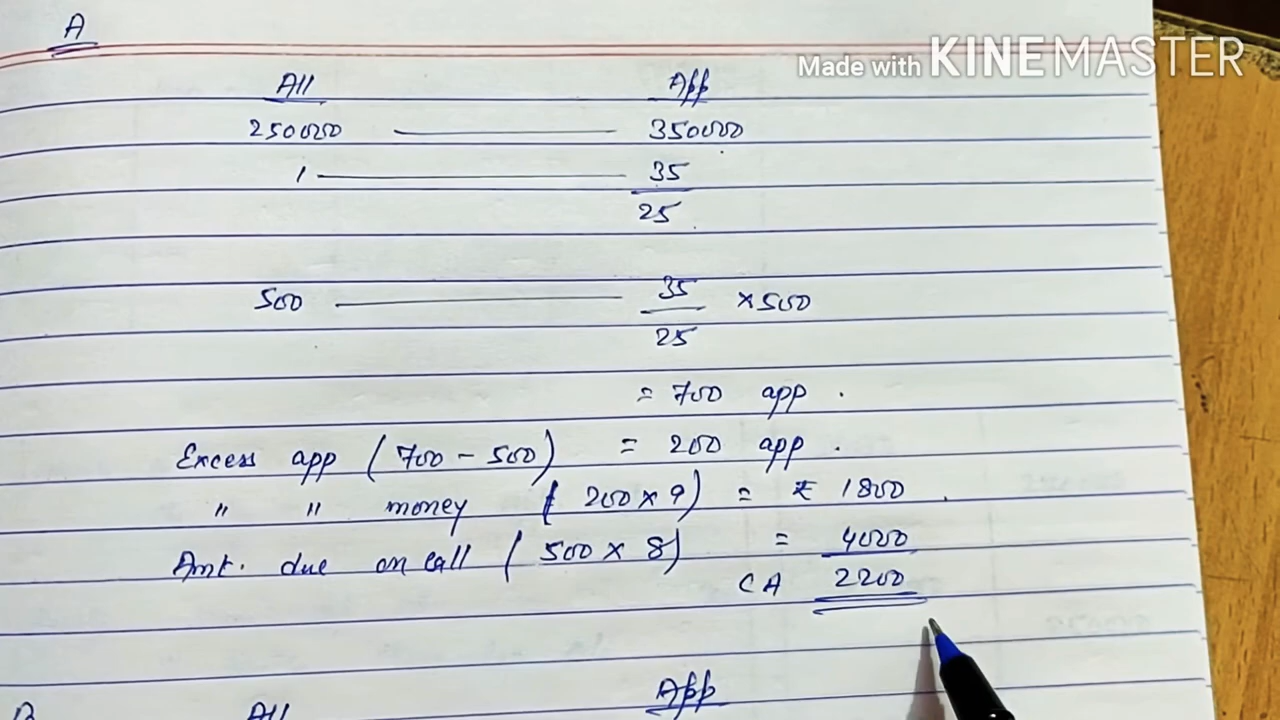 A
Made with KINEMASTER
All App
250000 — 350000
1 — 35
25
500 — 35 × 500
25
= 700 app .
Excess app (700 - 500) = 200 app .
" " money (200 × 9) = ₹ 1800 .
Amt. due on call (500 × 8) = 4000
CA 2200
App
B All